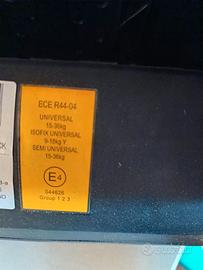 ECE R44-04
UNIVERSAL
15-36kg
ISOFIX UNIVERSAL
9-18kg Y
SEMI UNIVERSAL
15-36kg
E4
044626
Group 1 2 3
subito